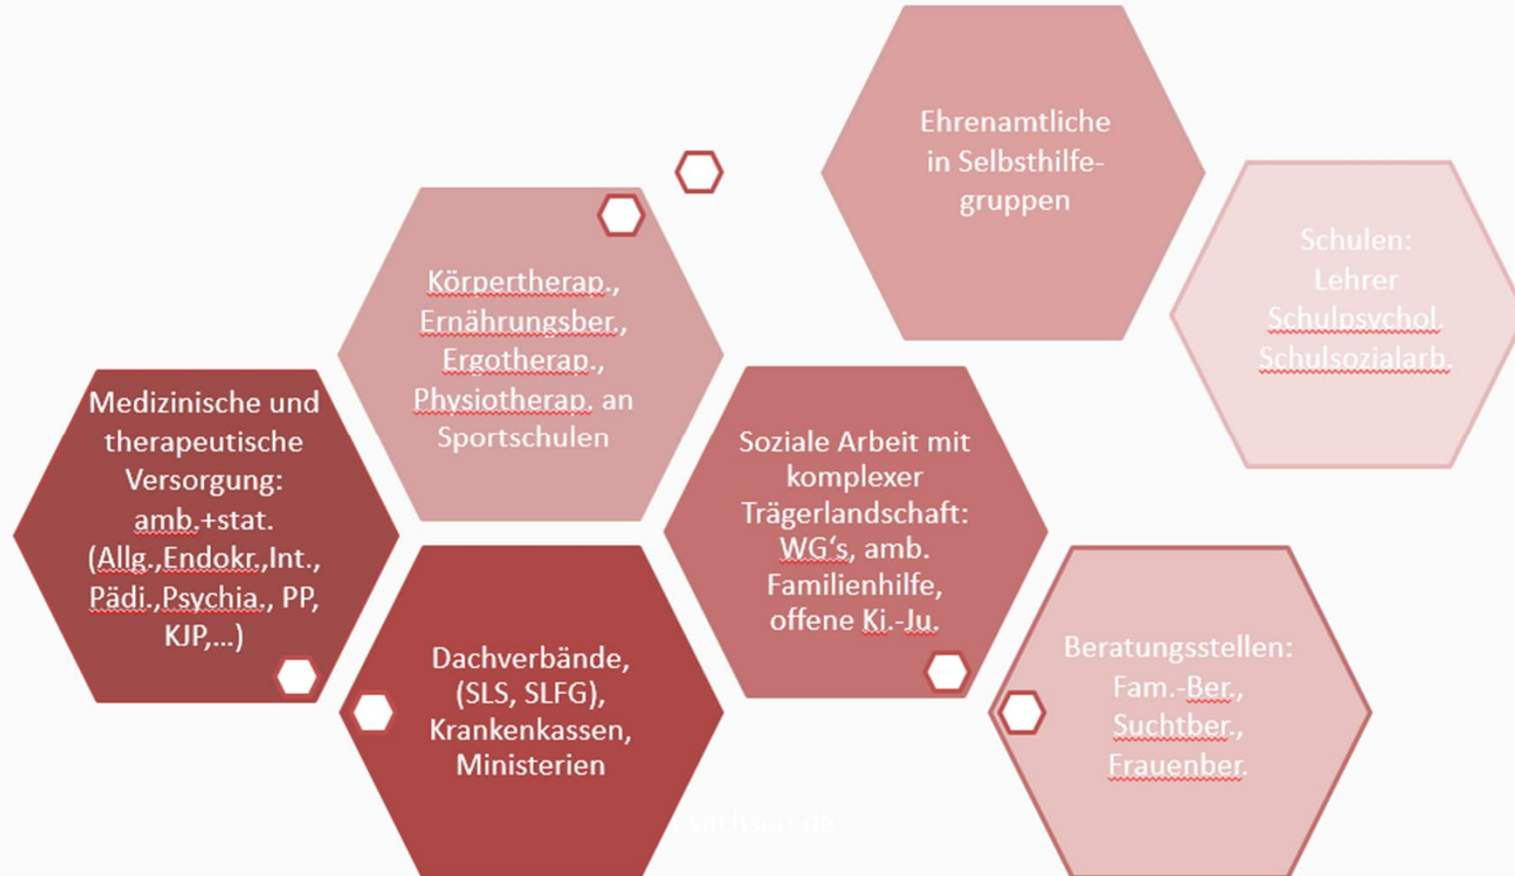 Ehrenamtliche
in Selbsthilfe-
gruppen
Schulen:
Lehrer
Schulpsychol.
Schulsozialarb.
Körpertherap.,
Ernährungsber.,
Ergotherap.,
Physiotherap. an
Sportschulen
Medizinische und
therapeutische
Versorgung:
amb.+stat.
(Allg.,Endokr.,Int.,
Pädi.,Psychia., PP,
KJP,...)
Soziale Arbeit mit
komplexer
Trägerlandschaft:
WG‘s, amb.
Familienhilfe,
offene Ki.-Ju.
Dachverbände,
(SLS, SLFG),
Krankenkassen,
Ministerien
Beratungsstellen:
Fam.-Ber.,
Suchtber.,
Frauenber.
sachsen.de